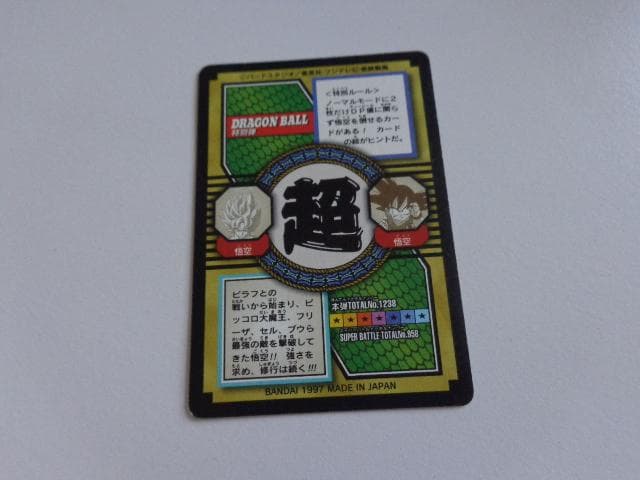 ©バードスタジオ/集英社・フジテレビ・東映動画
DRAGON BALL
特別弾
<特別ルール>
ノーマルモードに2
枚だけDP値に関ら
ず悟空を倒せるカー
ドがある! カード
の絵がヒントだ。
超
悟空
悟空
ピラフとの
戦いから始まり、ピ
ッコロ大魔王、フリ
ーザ、セル、ブウら
最強の敵を撃破して
きた悟空!! 強さを
求め、修行は続く!!!
本弾TOTALNo.1238
SUPER BATTLE TOTALNo.958
BANDAI 1997 MADE IN JAPAN